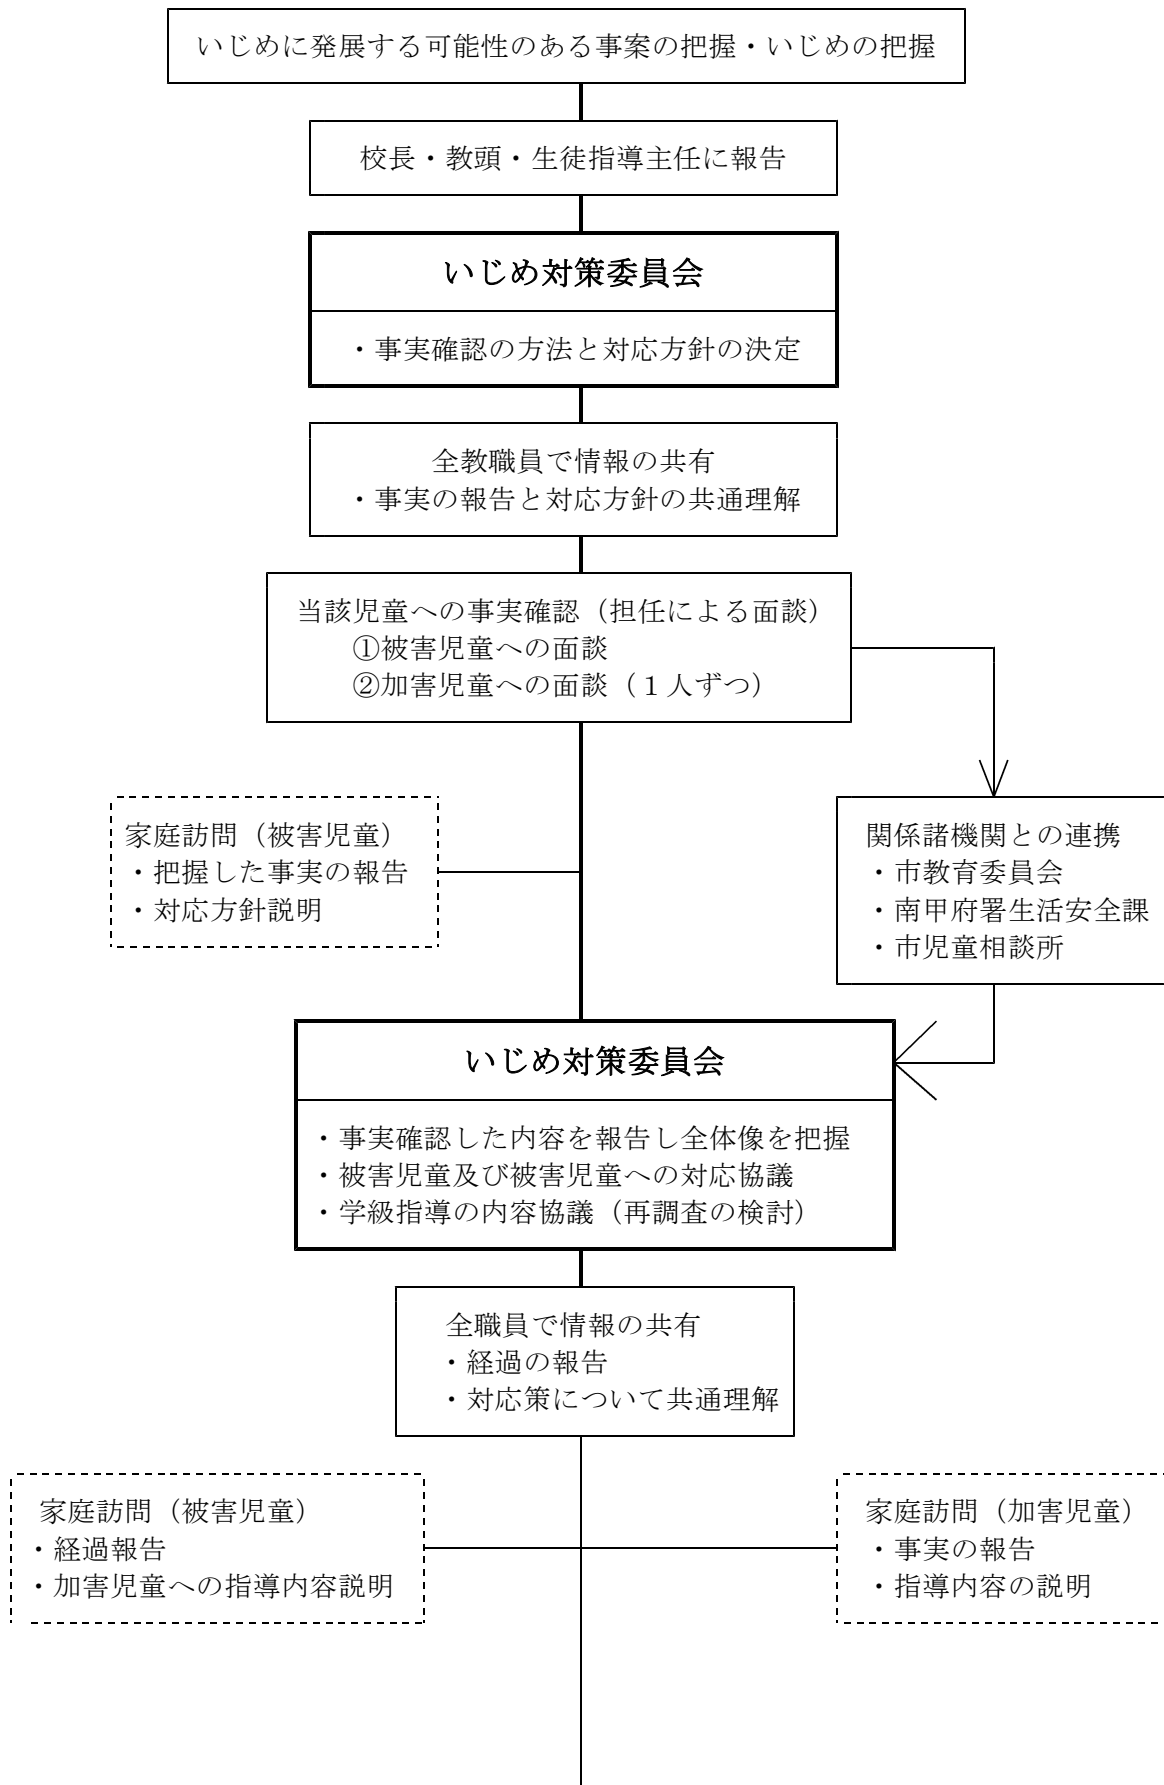 いじめに発展する可能性のある事案の把握・いじめの把握
校長・教頭・生徒指導主任に報告
いじめ対策委員会
・事実確認の方法と対応方針の決定
全教職員で情報の共有
・事実の報告と対応方針の共通理解
当該児童への事実確認（担任による面談）
①被害児童への面談
②加害児童への面談（１人ずつ）
家庭訪問（被害児童）
・把握した事実の報告
・対応方針説明
関係諸機関との連携
・市教育委員会
・南甲府署生活安全課
・市児童相談所
いじめ対策委員会
・事実確認した内容を報告し全体像を把握
・被害児童及び被害児童への対応協議
・学級指導の内容協議（再調査の検討）
全職員で情報の共有
・経過の報告
・対応策について共通理解
家庭訪問（被害児童）
・経過報告
・加害児童への指導内容説明
家庭訪問（加害児童）
・事実の報告
・指導内容の説明